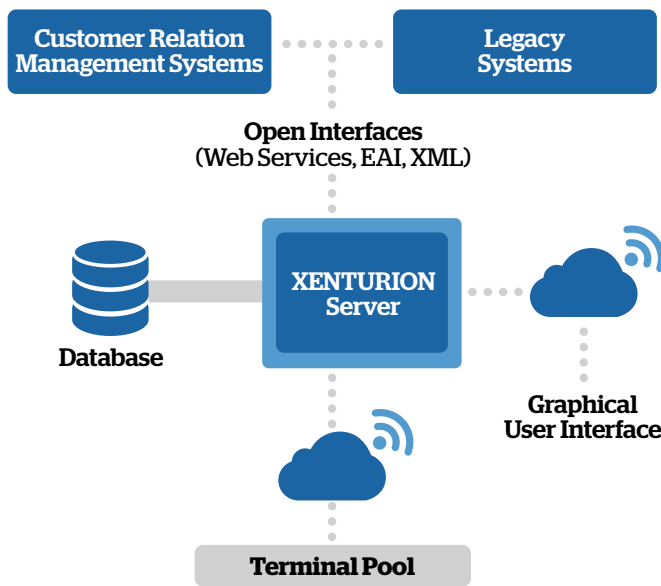 Customer Relation
Management Systems
Legacy
Systems
Open Interfaces
(Web Services, EAI, XML)
XENTURION
Server
Database
Graphical
User Interface
Terminal Pool